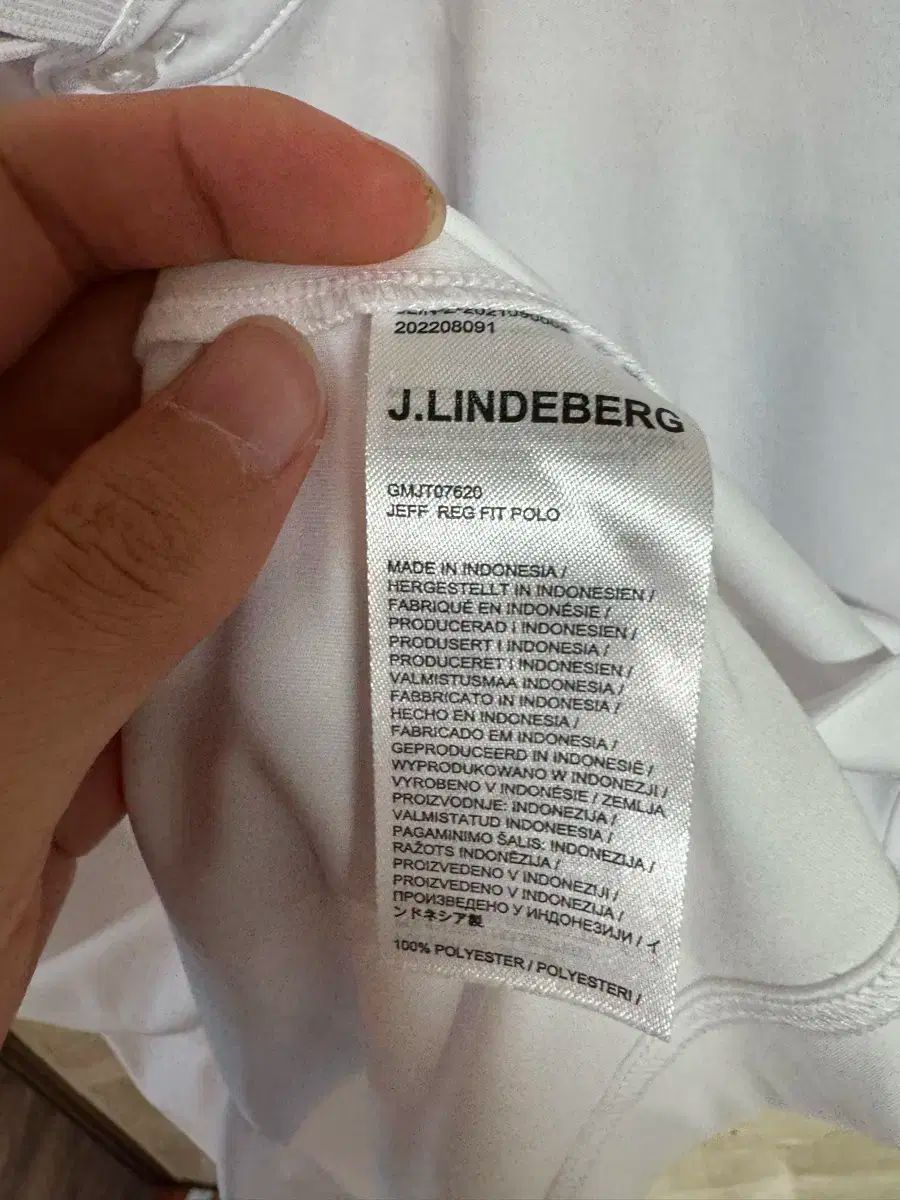 202208091
J.LINDEBERG
GMJT07620
JEFF REG FIT POLO
MADE IN INDONESIA /
HERGESTELLT IN INDONESIEN /
FABRIQUÉ EN INDONÉSIE /
PRODUCERAD I INDONESIEN /
PRODUSERT I INDONESIA /
PRODUCERET I INDONESIEN /
VALMISTUSMAA INDONESIA /
FABBRICATO IN INDONESIA /
HECHO EN INDONESIA /
FABRICADO EM INDONESIA /
GEPRODUCEERD IN INDONESIË /
WYPRODUKOWANO W INDONEZJI /
VYROBENO V INDONÉSIE / ZEMLJA
PROIZVODNJE: INDONEZIJA /
VALMISTATUD INDONEESIA /
PAGAMINIMO ŠALIS: INDONEZIJA /
RAŽOTS INDONĒZIJA /
PROIZVEDENO V INDONEZIJI /
PROIZVEDENO V INDONEZIJA /
ПРОИЗВЕДЕНО У ИНДОНЕЗИЈИ / イ
ンドネシア製
100% POLYESTER / POLYESTERI /